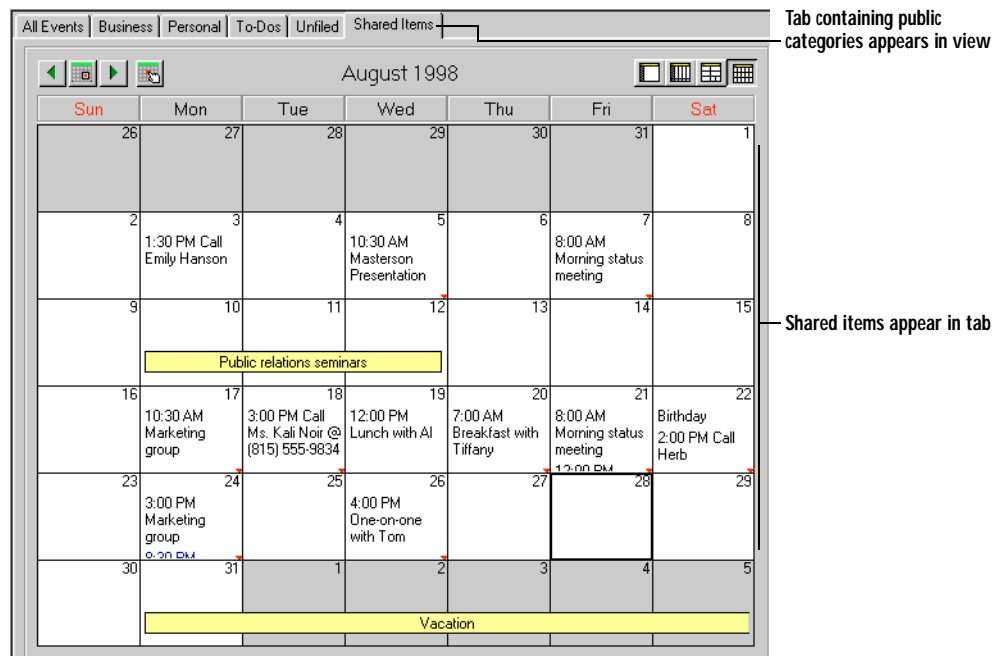 All Events Business Personal To-Dos Unfiled Shared Items
Tab containing public
categories appears in view
August 1998
Sun Mon Tue Wed Thu Fri Sat
26 27 28 29 30 31 1
2 3 4 5 6 7 8
1:30 PM Call
Emily Hanson
10:30 AM
Masterson
Presentation
8:00 AM
Morning status
meeting
9 10 11 12 13 14 15
Shared items appear in tab
Public relations seminars
16 17 18 19 20 21 22
10:30 AM
Marketing
group
3:00 PM Call
Ms. Kali Noir @
(815) 555-9834
12:00 PM
Lunch with Al
7:00 AM
Breakfast with
Tiffany
8:00 AM
Morning status
meeting
12:00 PM
Birthday
2:00 PM Call
Herb
23 24 25 26 27 28 29
3:00 PM
Marketing
group
4:00 PM
One-on-one
with Tom
30 31 1 2 3 4 5
Vacation